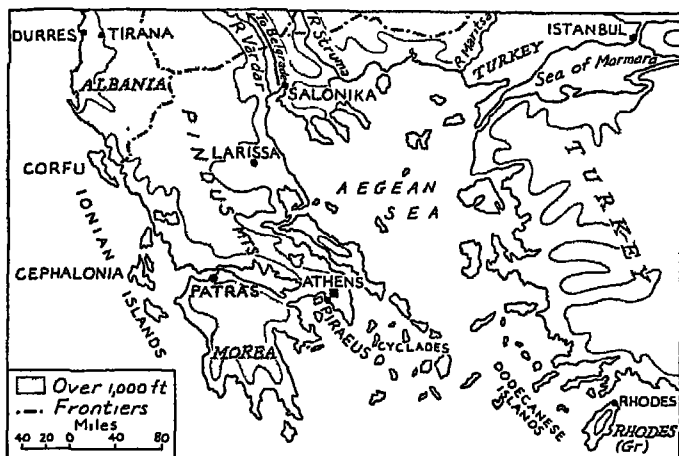 DURRES
TIRANA
ALBANIA
R Vardar
To Belgrade
R Struma
R Maritsa
TURKEY
ISTANBUL
Sea of Marmara
SALONIKA
PINDUS MTS
LARISSA
CORFU
AEGEAN
SEA
TURKEY
IONIAN
ISLANDS
CEPHALONIA
PATRAS
ATHENS
PIRAEUS
CYCLADES
MOREA
DODECANESE
ISLANDS
RHODES
RHODES
(Gr)
Over 1,000 ft
Frontiers
Miles
40 20 0 40 80